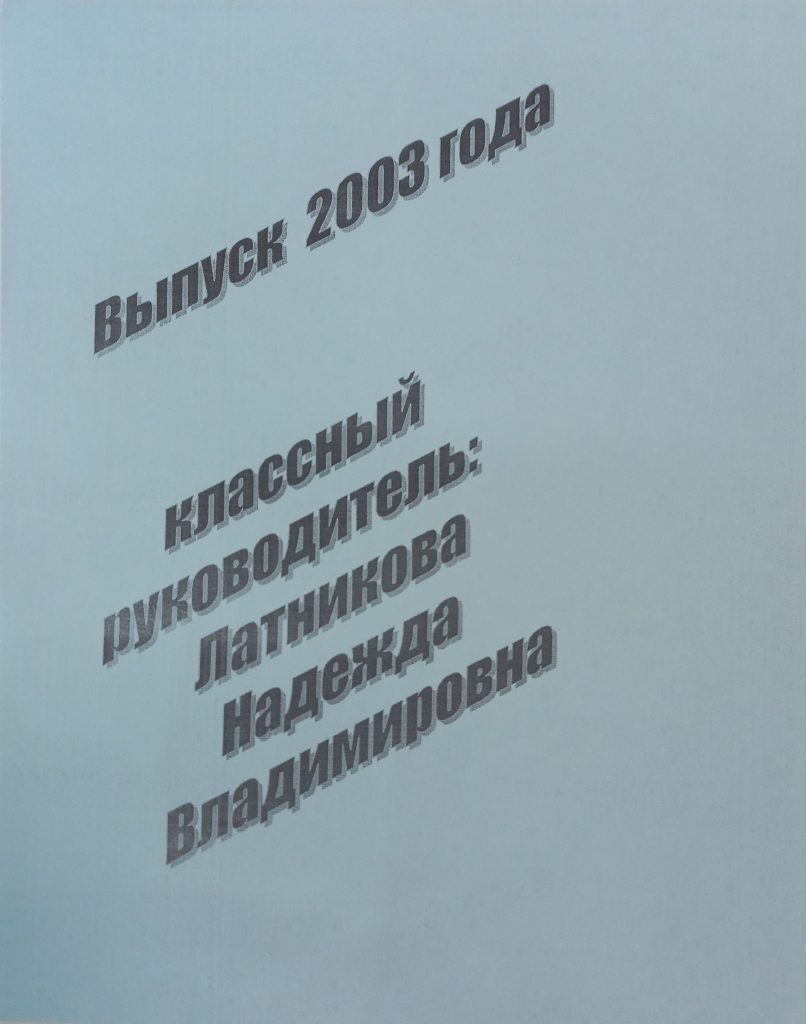 Выпуск 2003 года
классный
руководитель:
Латникова
Надежда
Владимировна